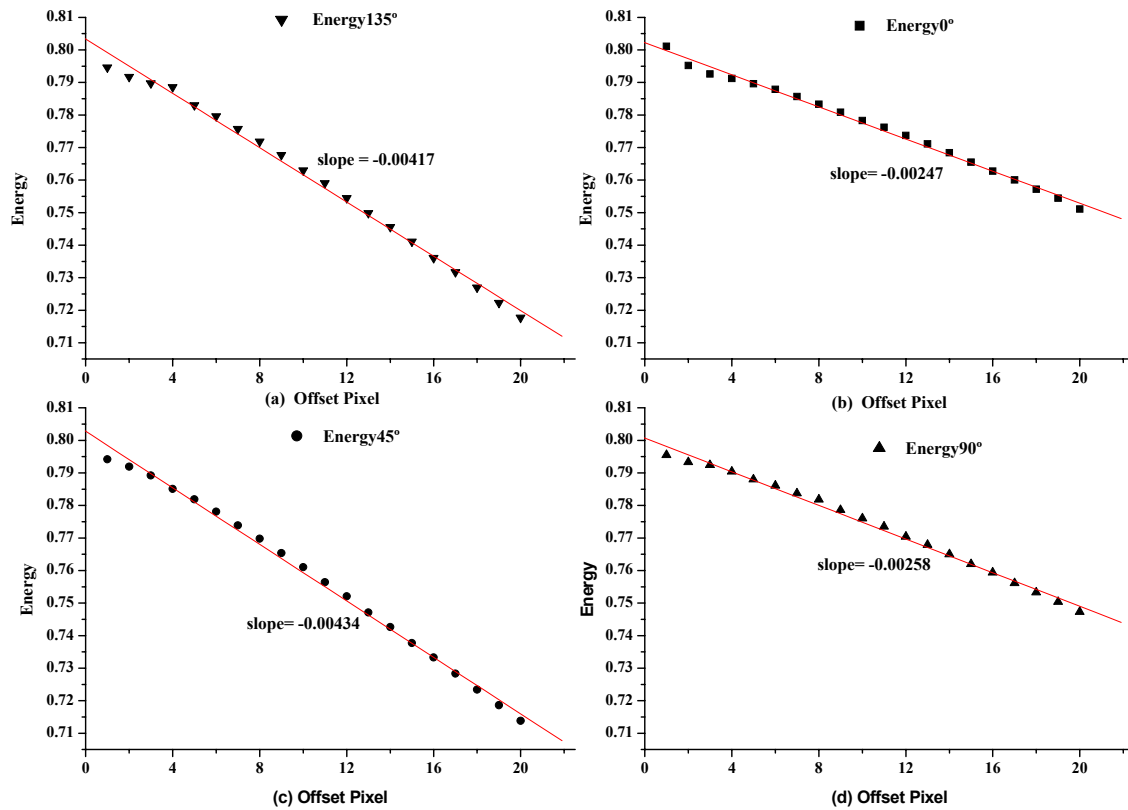 Energy135º
0.81
0.80
0.79
0.78
0.77
0.76
0.75
0.74
0.73
0.72
0.71
Energy
slope = -0.00417
0 4 8 12 16 20
(a) Offset Pixel
Energy0º
0.81
0.80
0.79
0.78
0.77
0.76
0.75
0.74
0.73
0.72
0.71
Energy
slope= -0.00247
0 4 8 12 16 20
(b) Offset Pixel
Energy45º
0.81
0.80
0.79
0.78
0.77
0.76
0.75
0.74
0.73
0.72
0.71
Energy
slope= -0.00434
0 4 8 12 16 20
(c) Offset Pixel
Energy90º
0.81
0.80
0.79
0.78
0.77
0.76
0.75
0.74
0.73
0.72
0.71
Energy
slope= -0.00258
0 4 8 12 16 20
(d) Offset Pixel